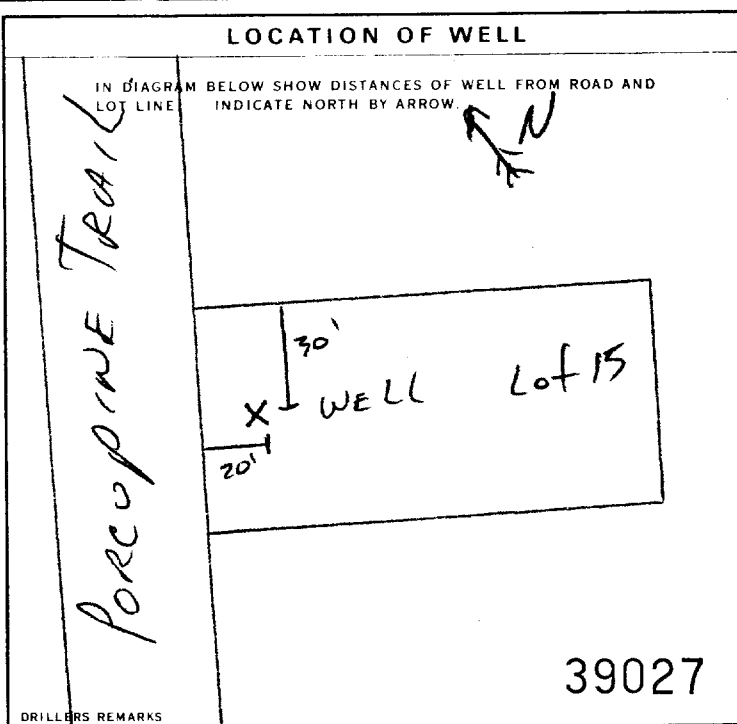 LOCATION OF WELL
IN DIAGRAM BELOW SHOW DISTANCES OF WELL FROM ROAD AND
LOT LINE. INDICATE NORTH BY ARROW.
N
PORCOPINE TRAIL
30'
X WELL
Lot 15
20'
39027
DRILLERS REMARKS